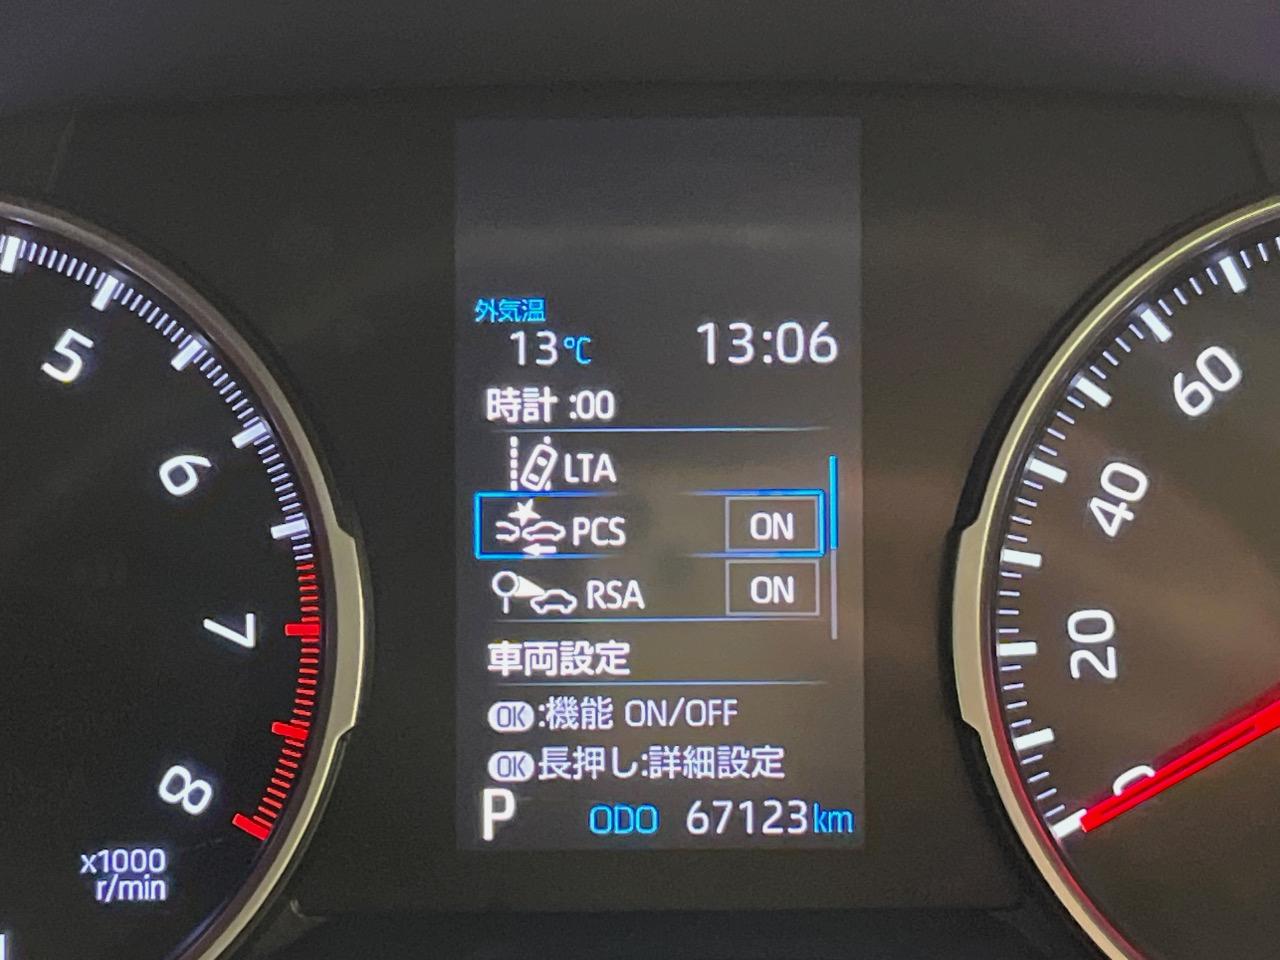 外気温
13℃ 13:06
時計 :00
LTA
PCS ON
RSA ON
車両設定
OK:機能 ON/OFF
OK長押し:詳細設定
P ODO 67123km
5
6
7
8
x1000
r/min
60
40
20
0